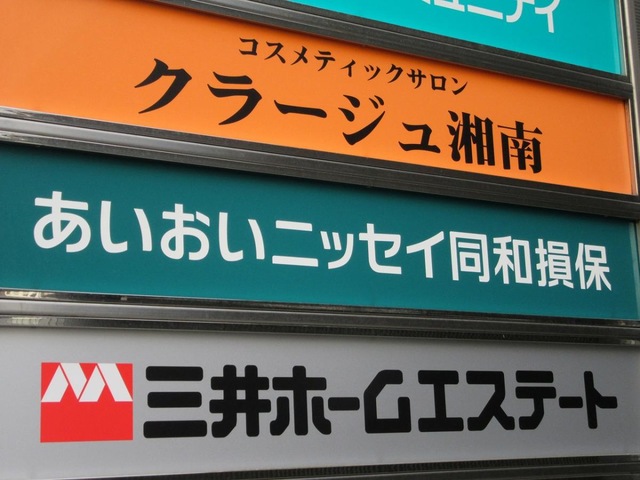 コスメティックサロン
クラージュ湘南
あいおいニッセイ同和損保
三井ホームエステート